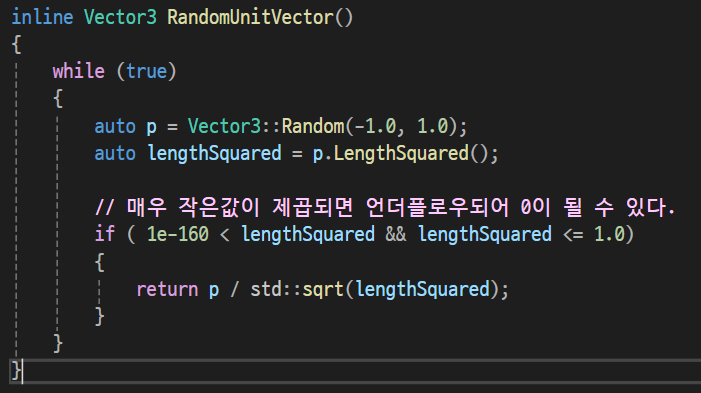 inline Vector3 RandomUnitVector()
{
    while (true)
    {
        auto p = Vector3::Random(-1.0, 1.0);
        auto lengthSquared = p.LengthSquared();

        // 매우 작은값이 제곱되면 언더플로우되어 0이 될 수 있다.
        if ( 1e-160 < lengthSquared && lengthSquared <= 1.0)
        {
            return p / std::sqrt(lengthSquared);
        }
    }
}